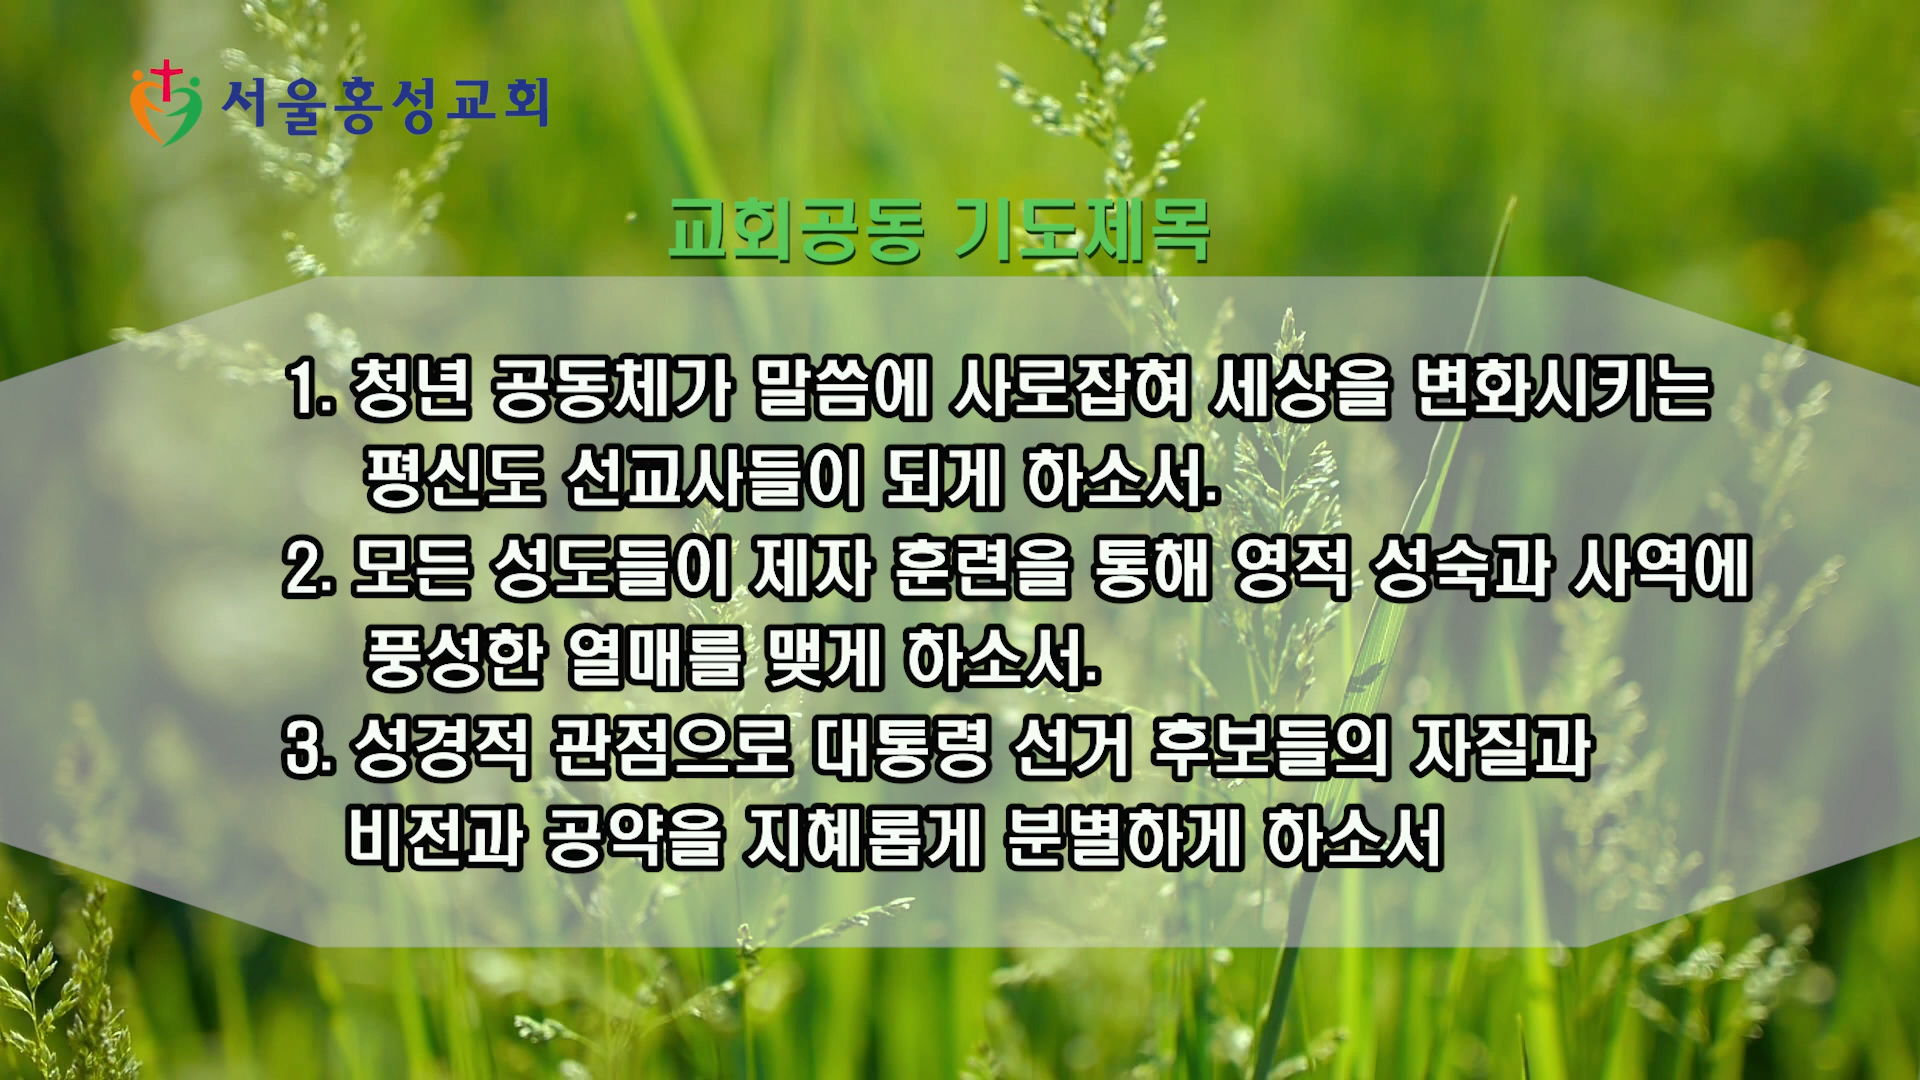 서울홍성교회
교회공동 기도제목
1. 청년 공동체가 말씀에 사로잡혀 세상을 변화시키는
평신도 선교사들이 되게 하소서.
2. 모든 성도들이 제자 훈련을 통해 영적 성숙과 사역에
풍성한 열매를 맺게 하소서.
3. 성경적 관점으로 대통령 선거 후보들의 자질과
비전과 공약을 지혜롭게 분별하게 하소서